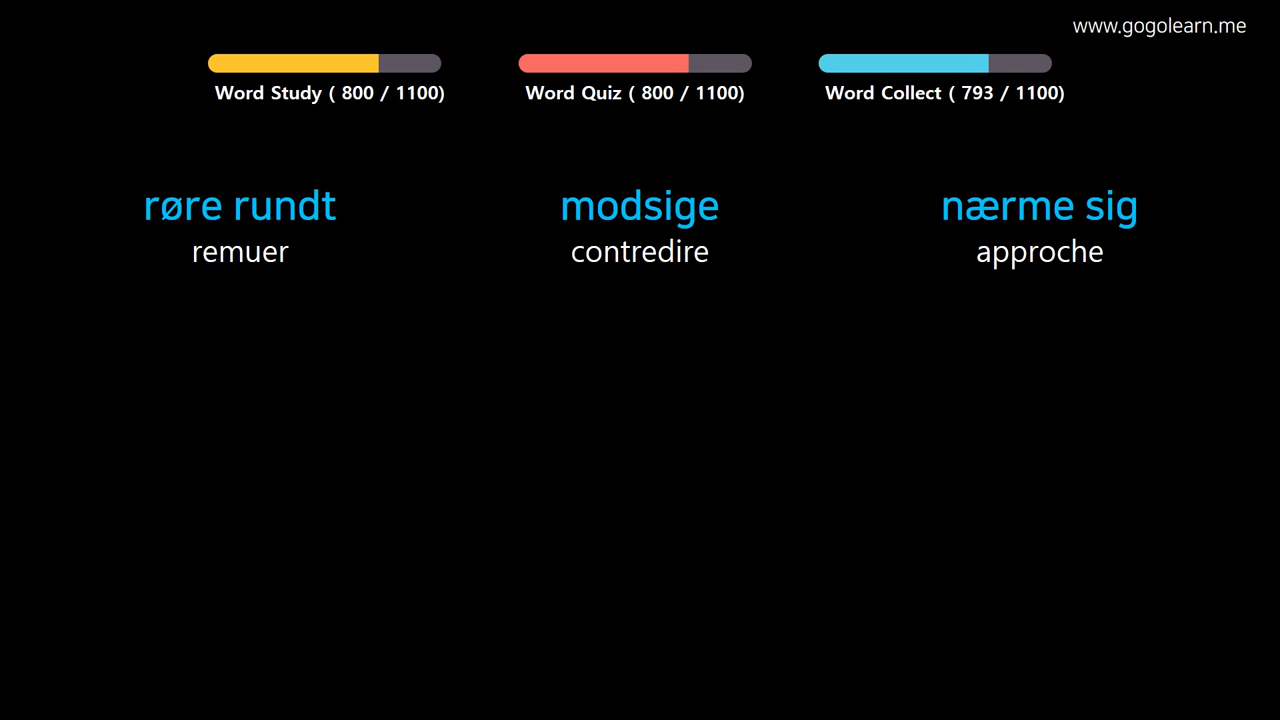 www.gogolearn.me
Word Study ( 800 / 1100)
Word Quiz ( 800 / 1100)
Word Collect ( 793 / 1100)
røre rundt
remuer
modsige
contredire
nærme sig
approche